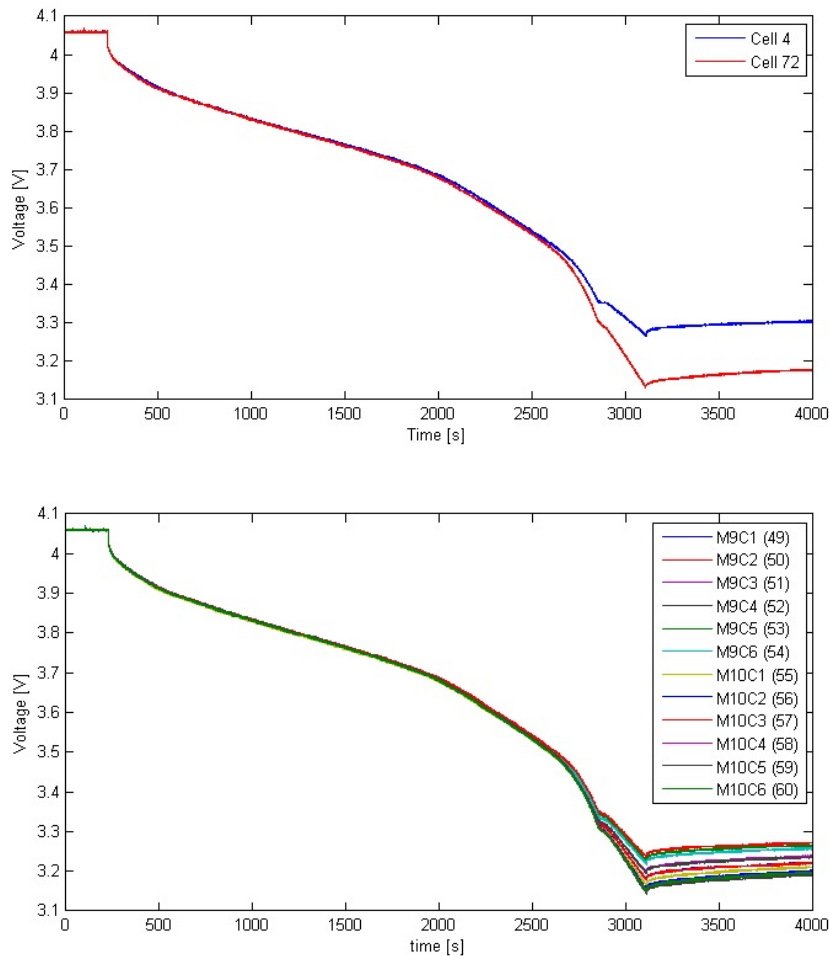 4.1
4
3.9
3.8
3.7
3.6
3.5
3.4
3.3
3.2
3.1
Voltage [V]
Cell 4
Cell 72
0 500 1000 1500 2000 2500 3000 3500 4000
Time [s]
4.1
4
3.9
3.8
3.7
3.6
3.5
3.4
3.3
3.2
3.1
Voltage [V]
M9C1 (49)
M9C2 (50)
M9C3 (51)
M9C4 (52)
M9C5 (53)
M9C6 (54)
M10C1 (55)
M10C2 (56)
M10C3 (57)
M10C4 (58)
M10C5 (59)
M10C6 (60)
0 500 1000 1500 2000 2500 3000 3500 4000
time [s]